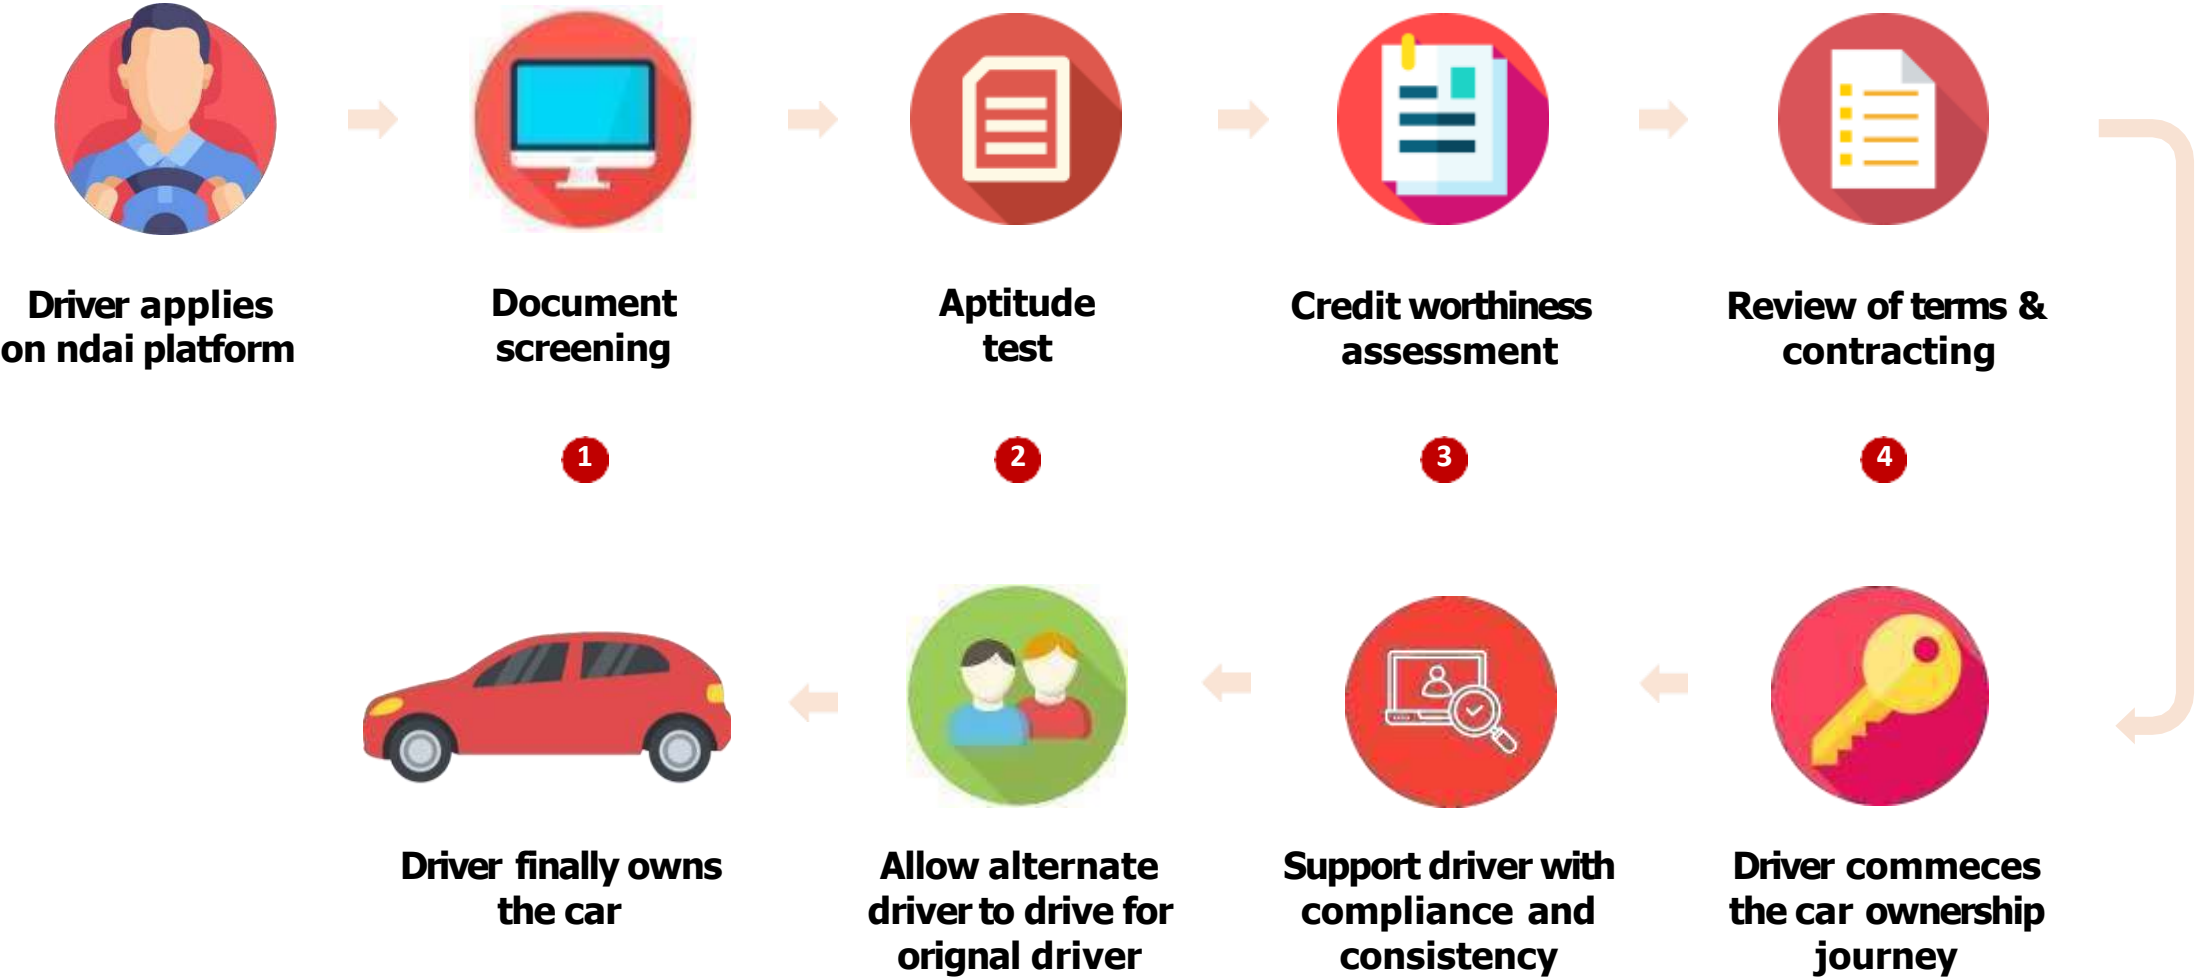 Driver applies
on ndai platform
Document
screening
Aptitude
test
Credit worthiness
assessment
Review of terms &
contracting
1
2
3
4
Driver finally owns
the car
Allow alternate
driver to drive for
orignal driver
Support driver with
compliance and
consistency
Driver commeces
the car ownership
journey